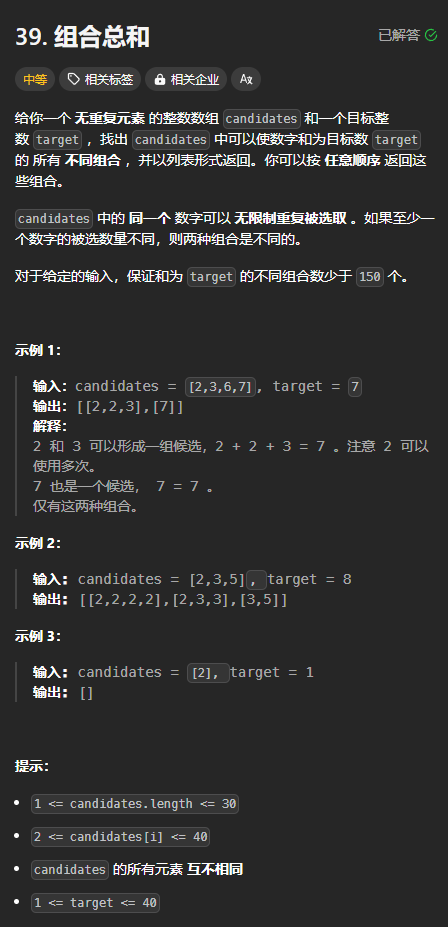 39. 组合总和
已解答
中等
相关标签
相关企业
Aあ
给你一个 无重复元素 的整数数组 candidates 和一个目标整
数 target ，找出 candidates 中可以使数字和为目标数 target
的 所有 不同组合 ，并以列表形式返回。你可以按 任意顺序 返回这
些组合。
candidates 中的 同一个 数字可以 无限制重复被选取 。如果至少一
个数字的被选数量不同，则两种组合是不同的。
对于给定的输入，保证和为 target 的不同组合数少于 150 个。
示例 1：
输入：candidates = [2,3,6,7], target = 7
输出：[[2,2,3],[7]]
解释：
2 和 3 可以形成一组候选，2 + 2 + 3 = 7 。注意 2 可以
使用多次。
7 也是一个候选， 7 = 7 。
仅有这两种组合。
示例 2：
输入: candidates = [2,3,5], target = 8
输出: [[2,2,2,2],[2,3,3],[3,5]]
示例 3：
输入: candidates = [2], target = 1
输出: []
提示：
1 <= candidates.length <= 30
2 <= candidates[i] <= 40
candidates 的所有元素 互不相同
1 <= target <= 40